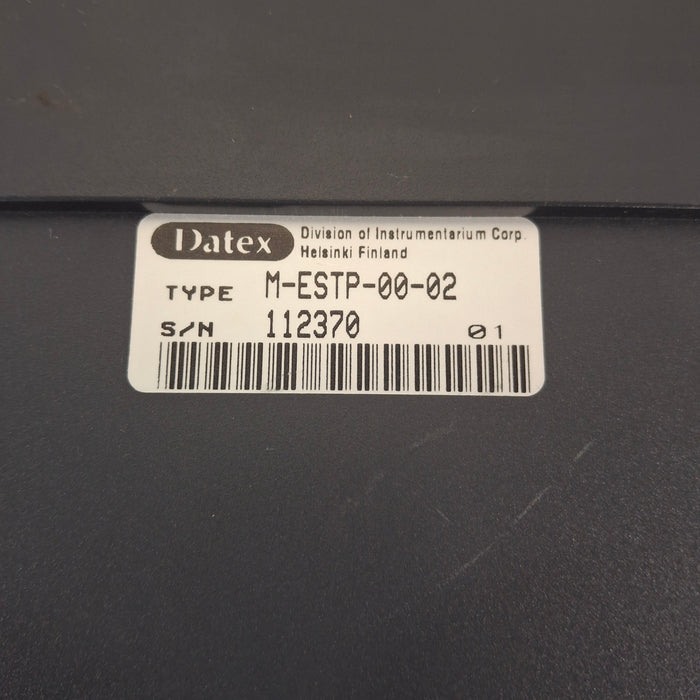 Datex Division of Instrumentarium Corp.
Helsinki Finland
TYPE M-ESTP-00-02
S/N 112370 01